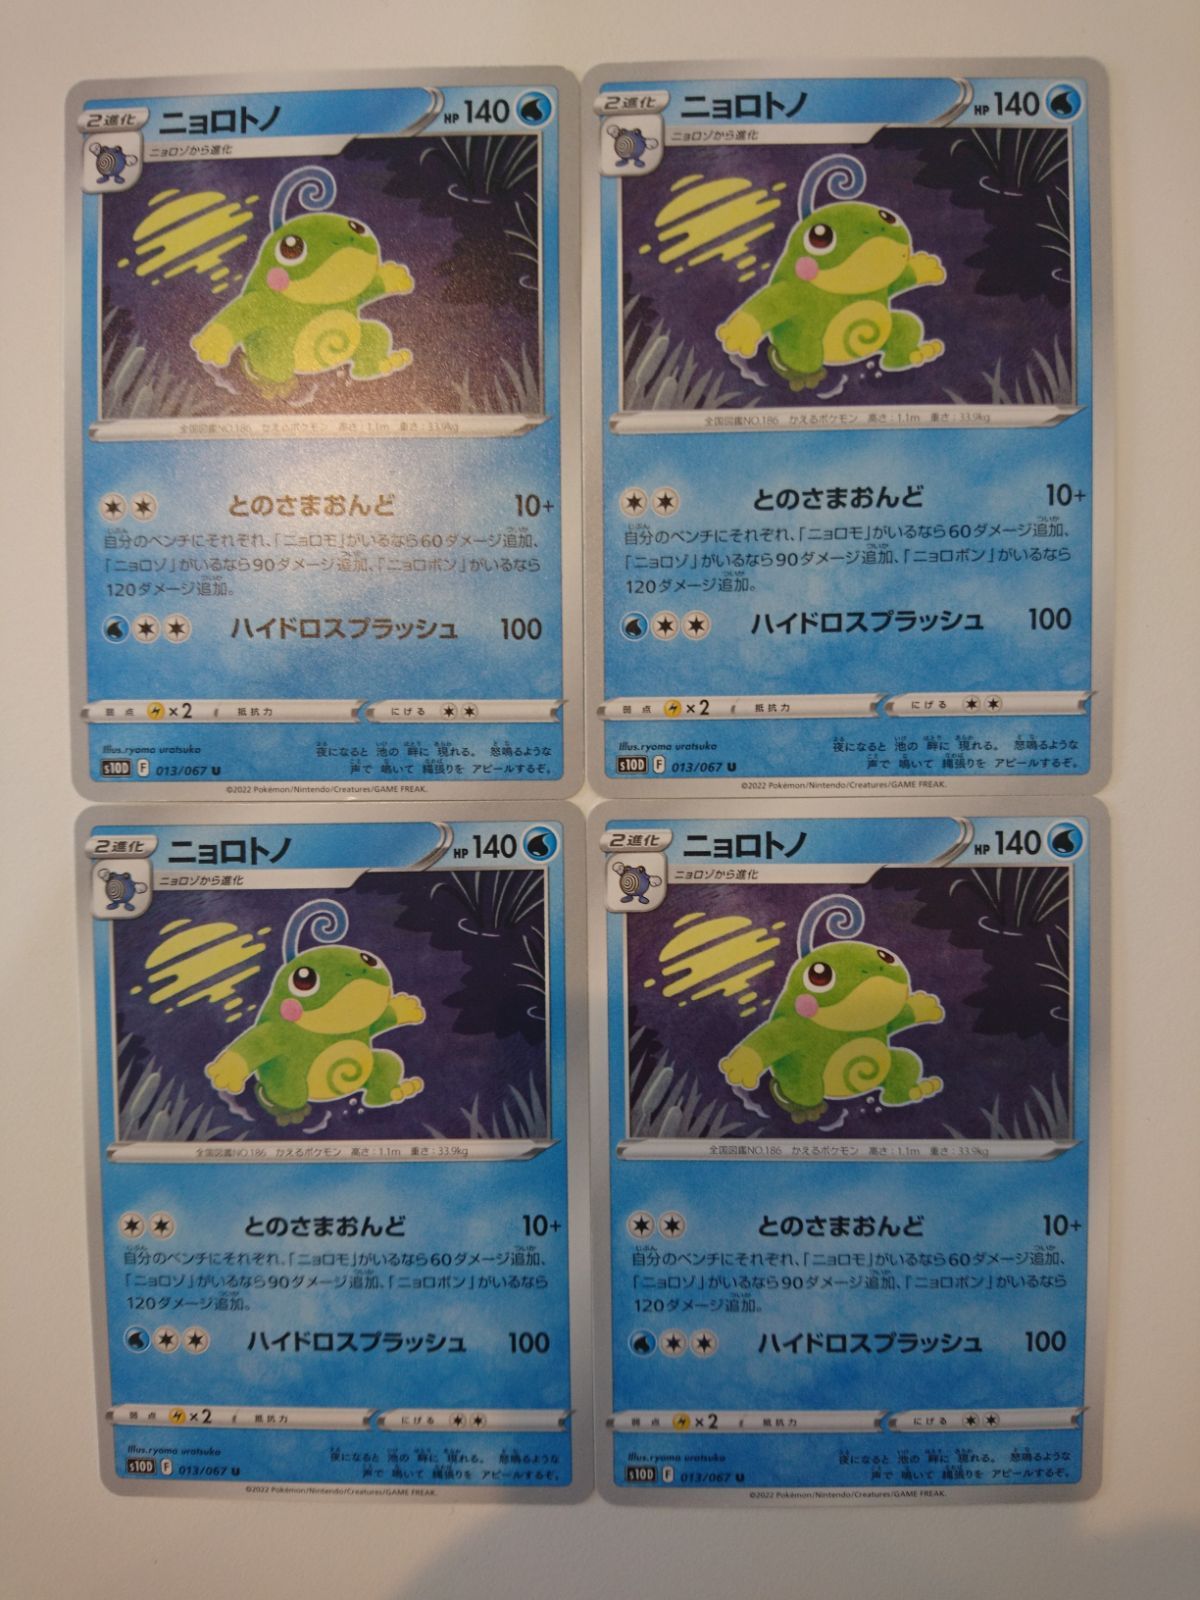 2進化 ニョロトノ HP 140
ニョロゾから進化
全国図鑑NO.186 かえるポケモン 高さ:1.1m 重さ:33.9kg
とのさまおんど 10+
自分のベンチにそれぞれ、「ニョロモ」がいるなら60ダメージ追加、
「ニョロゾ」がいるなら90ダメージ追加、「ニョロボン」がいるなら
120ダメージ追加。
ハイドロスプラッシュ 100
弱点 ×2 抵抗力 にげる
Illus.ryoma uratsuka
夜になると 池の 畔に 現れる。 怒鳴るような
声で 鳴いて 縄張りを アピールするぞ。
s10D F 013/067 U
©2022 Pokémon/Nintendo/Creatures/GAME FREAK.
2進化 ニョロトノ HP 140
ニョロゾから進化
全国図鑑NO.186 かえるポケモン 高さ:1.1m 重さ:33.9kg
とのさまおんど 10+
自分のベンチにそれぞれ、「ニョロモ」がいるなら60ダメージ追加、
「ニョロゾ」がいるなら90ダメージ追加、「ニョロボン」がいるなら
120ダメージ追加。
ハイドロスプラッシュ 100
弱点 ×2 抵抗力 にげる
Illus.ryoma uratsuka
夜になると 池の 畔に 現れる。 怒鳴るような
声で 鳴いて 縄張りを アピールするぞ。
s10D F 013/067 U
©2022 Pokémon/Nintendo/Creatures/GAME FREAK.
2進化 ニョロトノ HP 140
ニョロゾから進化
全国図鑑NO.186 かえるポケモン 高さ:1.1m 重さ:33.9kg
とのさまおんど 10+
自分のベンチにそれぞれ、「ニョロモ」がいるなら60ダメージ追加、
「ニョロゾ」がいるなら90ダメージ追加、「ニョロボン」がいるなら
120ダメージ追加。
ハイドロスプラッシュ 100
弱点 ×2 抵抗力 にげる
Illus.ryoma uratsuka
夜になると 池の 畔に 現れる。 怒鳴るような
声で 鳴いて 縄張りを アピールするぞ。
s10D F 013/067 U
©2022 Pokémon/Nintendo/Creatures/GAME FREAK.
2進化 ニョロトノ HP 140
ニョロゾから進化
全国図鑑NO.186 かえるポケモン 高さ:1.1m 重さ:33.9kg
とのさまおんど 10+
自分のベンチにそれぞれ、「ニョロモ」がいるなら60ダメージ追加、
「ニョロゾ」がいるなら90ダメージ追加、「ニョロボン」がいるなら
120ダメージ追加。
ハイドロスプラッシュ 100
弱点 ×2 抵抗力 にげる
Illus.ryoma uratsuka
夜になると 池の 畔に 現れる。 怒鳴るような
声で 鳴いて 縄張りを アピールするぞ。
s10D F 013/067 U
©2022 Pokémon/Nintendo/Creatures/GAME FREAK.